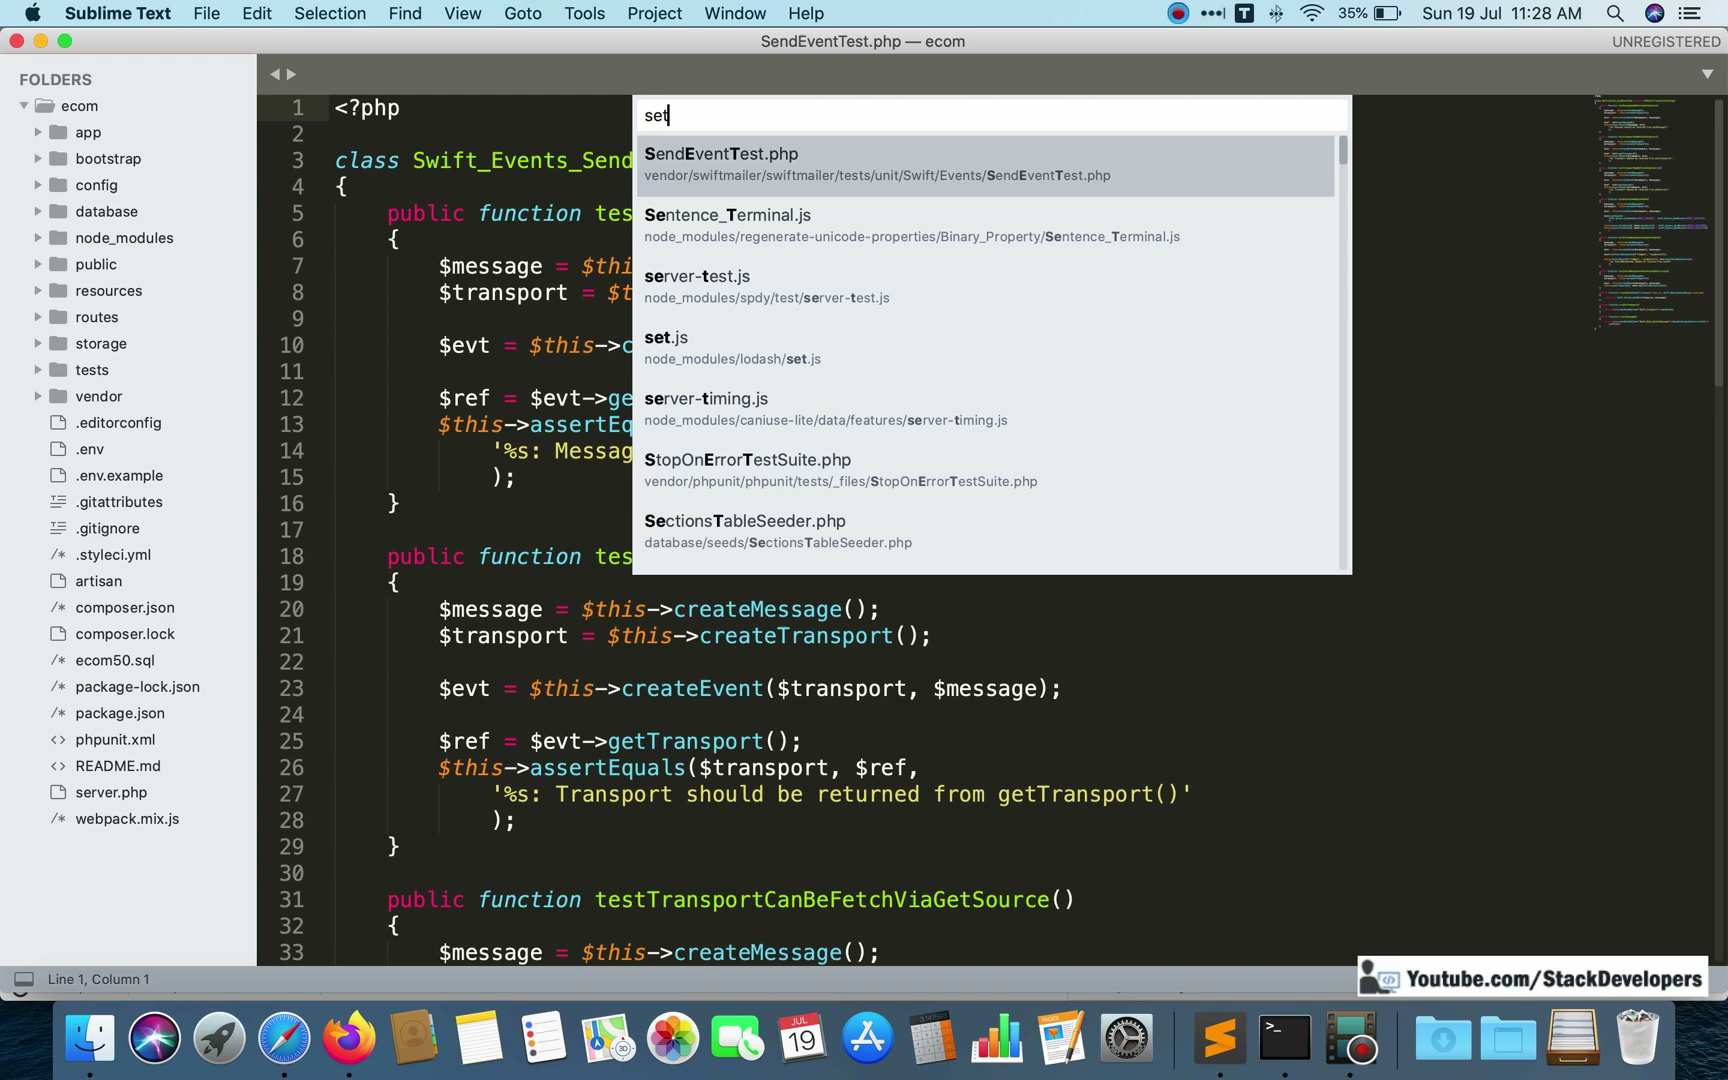 Sublime Text File Edit Selection Find View Goto Tools Project Window Help 35% Sun 19 Jul 11:28 AM
SendEventTest.php — ecom UNREGISTERED
FOLDERS
ecom
app
bootstrap
config
database
node_modules
public
resources
routes
storage
tests
vendor
.editorconfig
.env
.env.example
.gitattributes
.gitignore
/* .styleci.yml
artisan
/* composer.json
/* composer.lock
/* ecom50.sql
/* package-lock.json
/* package.json
<> phpunit.xml
<> README.md
server.php
/* webpack.mix.js
set
SendEventTest.php
vendor/swiftmailer/swiftmailer/tests/unit/Swift/Events/SendEventTest.php
Sentence_Terminal.js
node_modules/regenerate-unicode-properties/Binary_Property/Sentence_Terminal.js
server-test.js
node_modules/spdy/test/server-test.js
set.js
node_modules/lodash/set.js
server-timing.js
node_modules/caniuse-lite/data/features/server-timing.js
StopOnErrorTestSuite.php
vendor/phpunit/phpunit/tests/_files/StopOnErrorTestSuite.php
SectionsTableSeeder.php
database/seeds/SectionsTableSeeder.php
1 <?php
2
3 class Swift_Events_Send
4 {
5 public function tes
6 {
7 $message = $thi
8 $transport = $t
9
10 $evt = $this->c
11
12 $ref = $evt->ge
13 $this->assertEq
14 '%s: Messag
15 );
16 }
17
18 public function tes
19 {
20 $message = $this->createMessage();
21 $transport = $this->createTransport();
22
23 $evt = $this->createEvent($transport, $message);
24
25 $ref = $evt->getTransport();
26 $this->assertEquals($transport, $ref,
27 '%s: Transport should be returned from getTransport()'
28 );
29 }
30
31 public function testTransportCanBeFetchViaGetSource()
32 {
33 $message = $this->createMessage();
Line 1, Column 1
Youtube.com/StackDevelopers
JUL
19